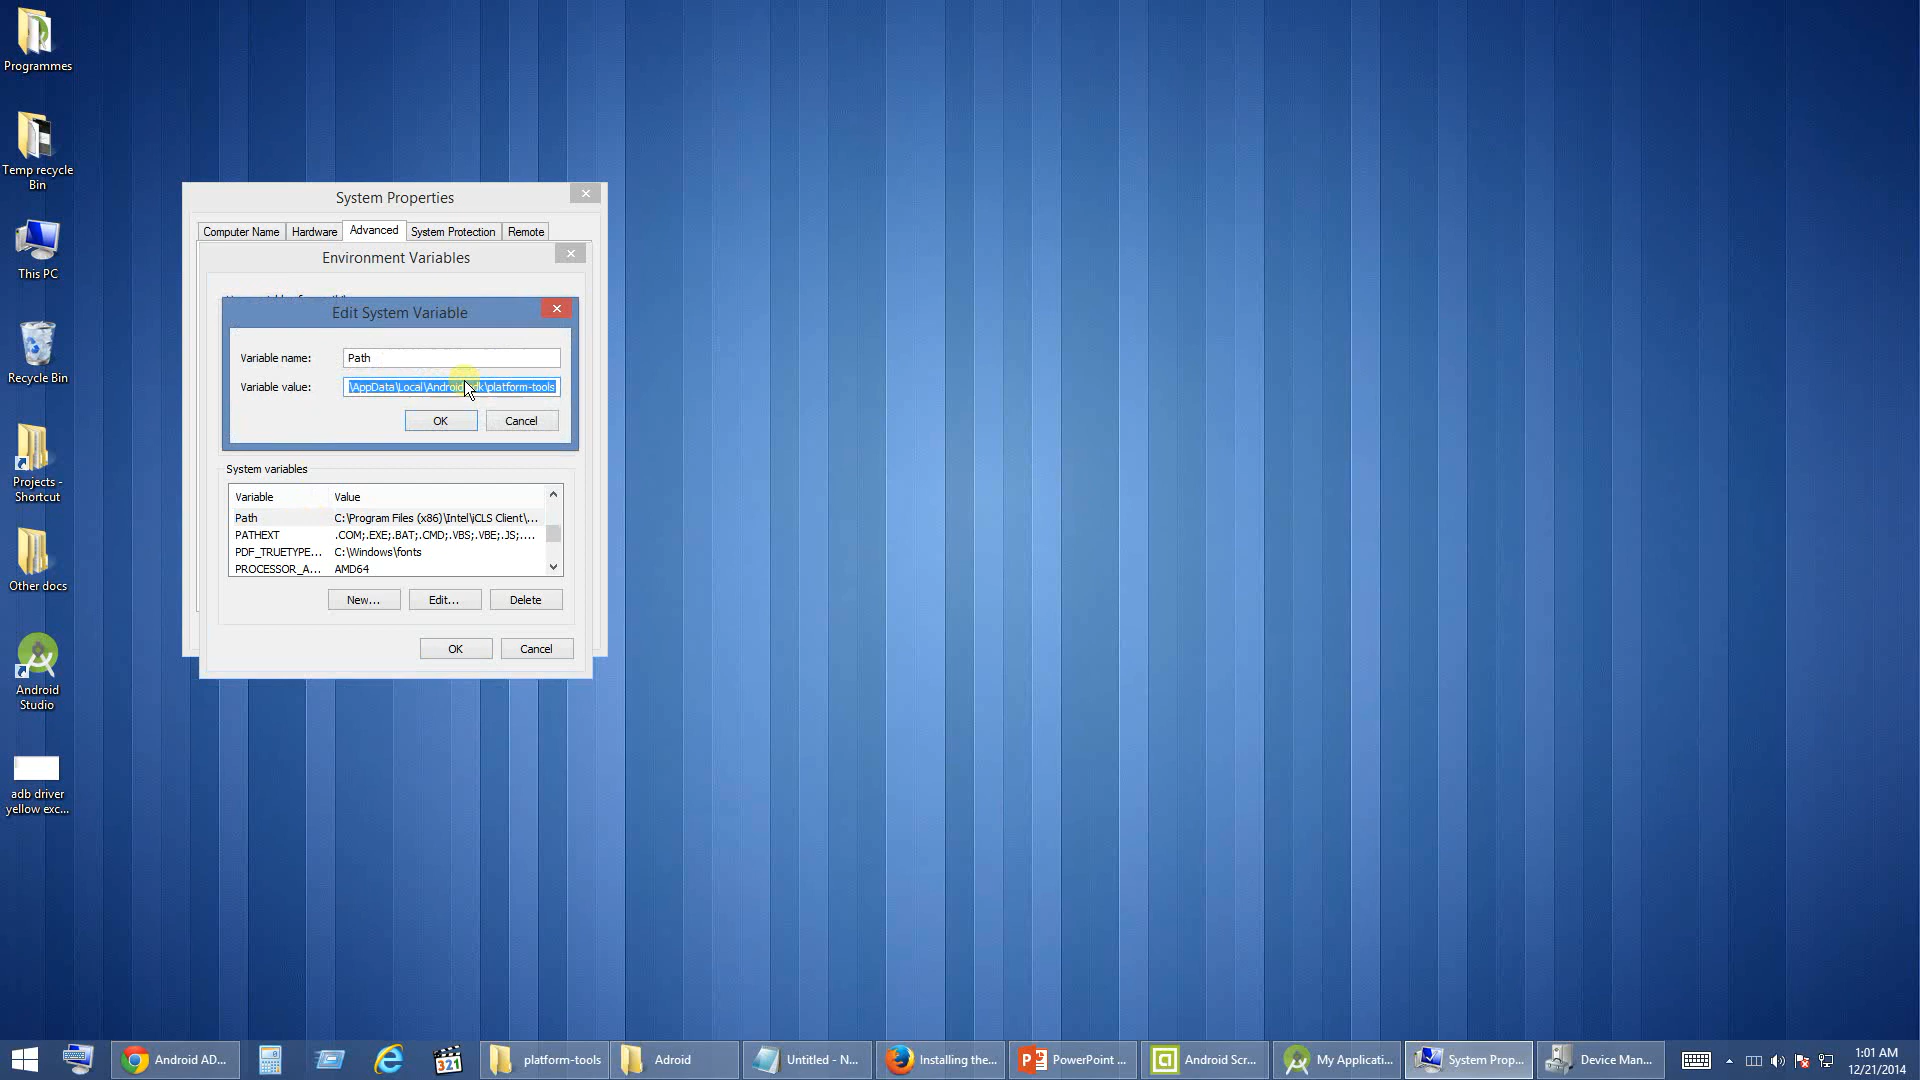 Programmes
Temp recycle
Bin
This PC
Recycle Bin
Projects -
Shortcut
Other docs
Android
Studio
adb driver
yellow exc...
System Properties
Computer Name
Hardware
Advanced
System Protection
Remote
Environment Variables
Edit System Variable
Variable name:
Path
Variable value:
\AppData\Local\Android\sdk\platform-tools
OK
Cancel
System variables
Variable
Value
Path
C:\Program Files (x86)\Intel\iCLS Client\...
PATHEXT
.COM;.EXE;.BAT;.CMD;.VBS;.VBE;.JS;....
PDF_TRUETYPE...
C:\Windows\fonts
PROCESSOR_A...
AMD64
New...
Edit...
Delete
OK
Cancel
Android AD...
321
platform-tools
Adroid
Untitled - N...
Installing the...
PowerPoint ...
Android Scr...
My Applicati...
System Prop...
Device Man...
1:01 AM
12/21/2014